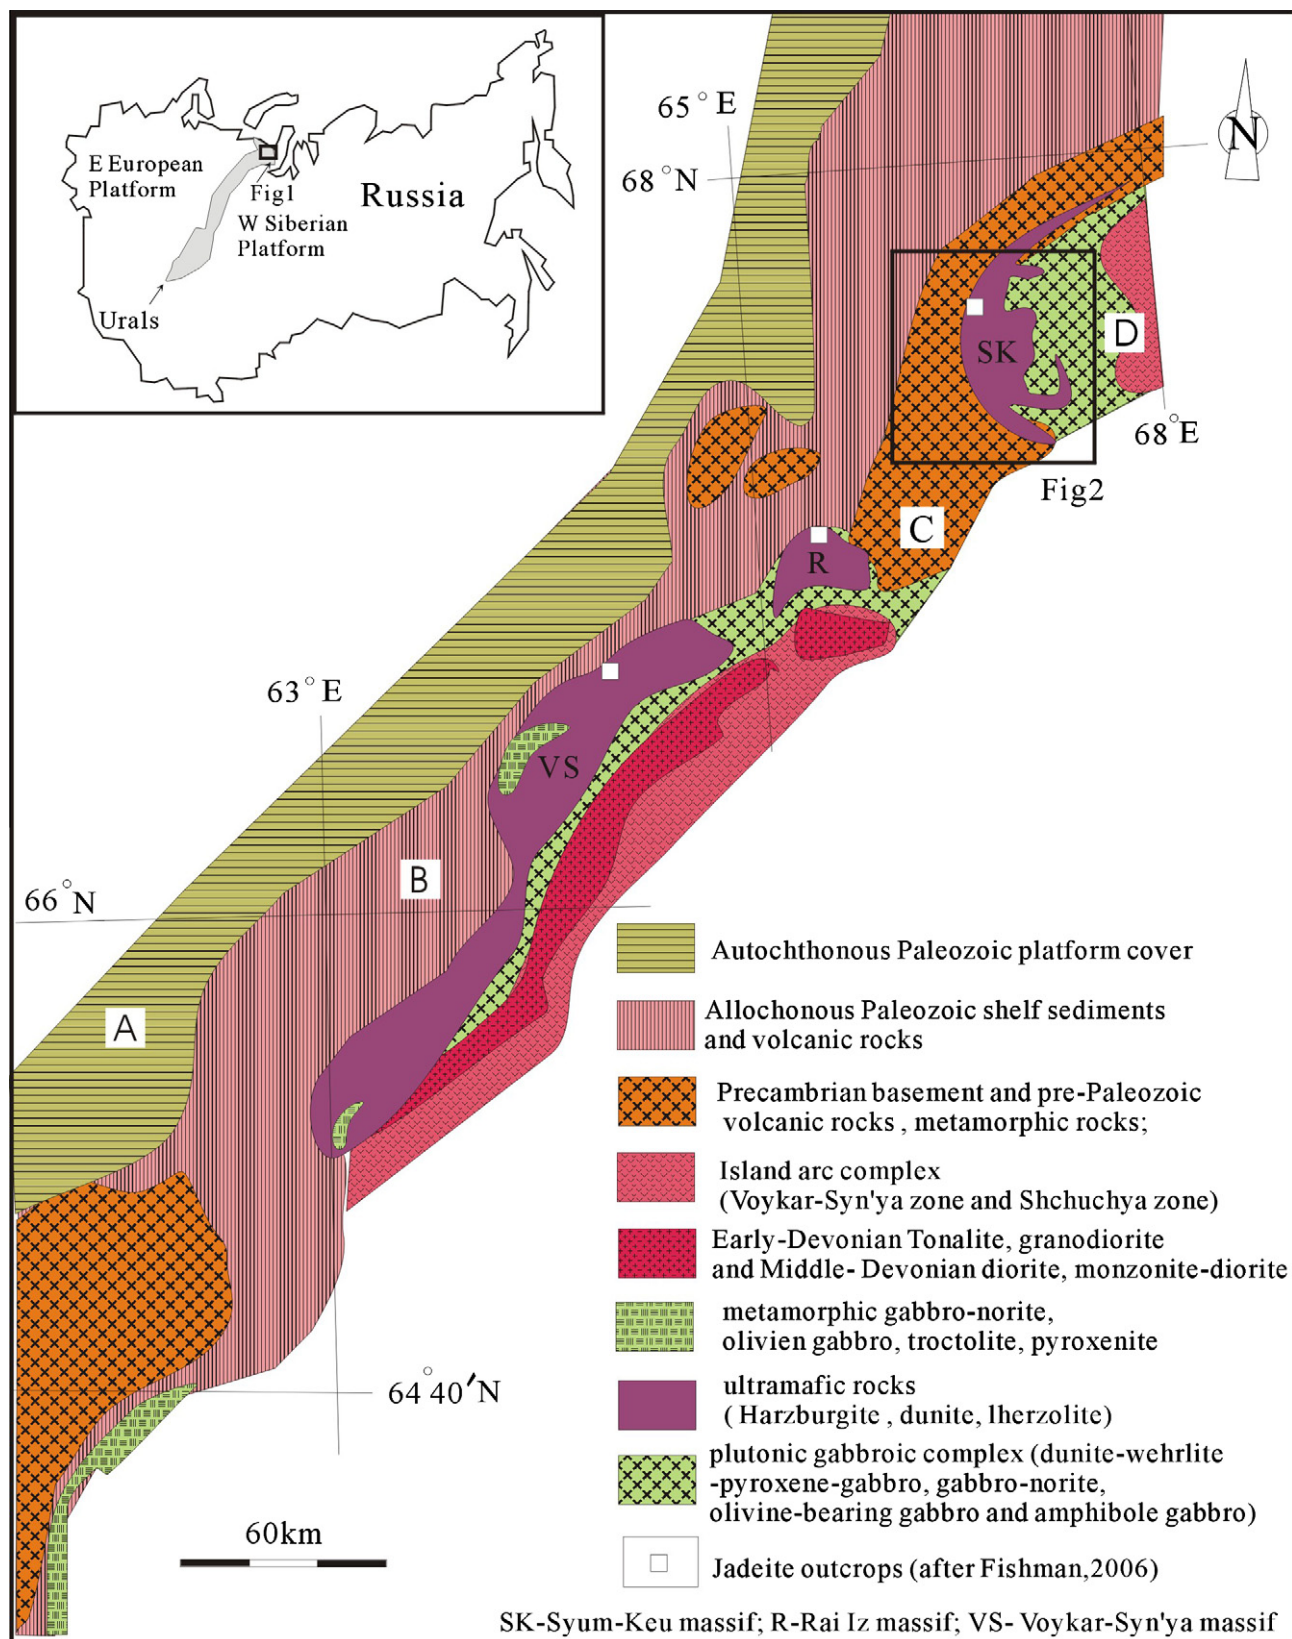 E European
Platform
Fig1
W Siberian
Platform
Russia
Urals
65°E
68°N
N
SK
D
68°E
Fig2
C
R
63°E
VS
B
66°N
A
Autochthonous Paleozoic platform cover
Allochonous Paleozoic shelf sediments
and volcanic rocks
Precambrian basement and pre-Paleozoic
volcanic rocks , metamorphic rocks;
Island arc complex
(Voykar-Syn'ya zone and Shchuchya zone)
Early-Devonian Tonalite, granodiorite
and Middle- Devonian diorite, monzonite-diorite
metamorphic gabbro-norite,
olivien gabbro, troctolite, pyroxenite
64°40′N
ultramafic rocks
( Harzburgite , dunite, lherzolite)
plutonic gabbroic complex (dunite-wehrlite
-pyroxene-gabbro, gabbro-norite,
olivine-bearing gabbro and amphibole gabbro)
60km
Jadeite outcrops (after Fishman,2006)
SK-Syum-Keu massif; R-Rai Iz massif; VS- Voykar-Syn'ya massif